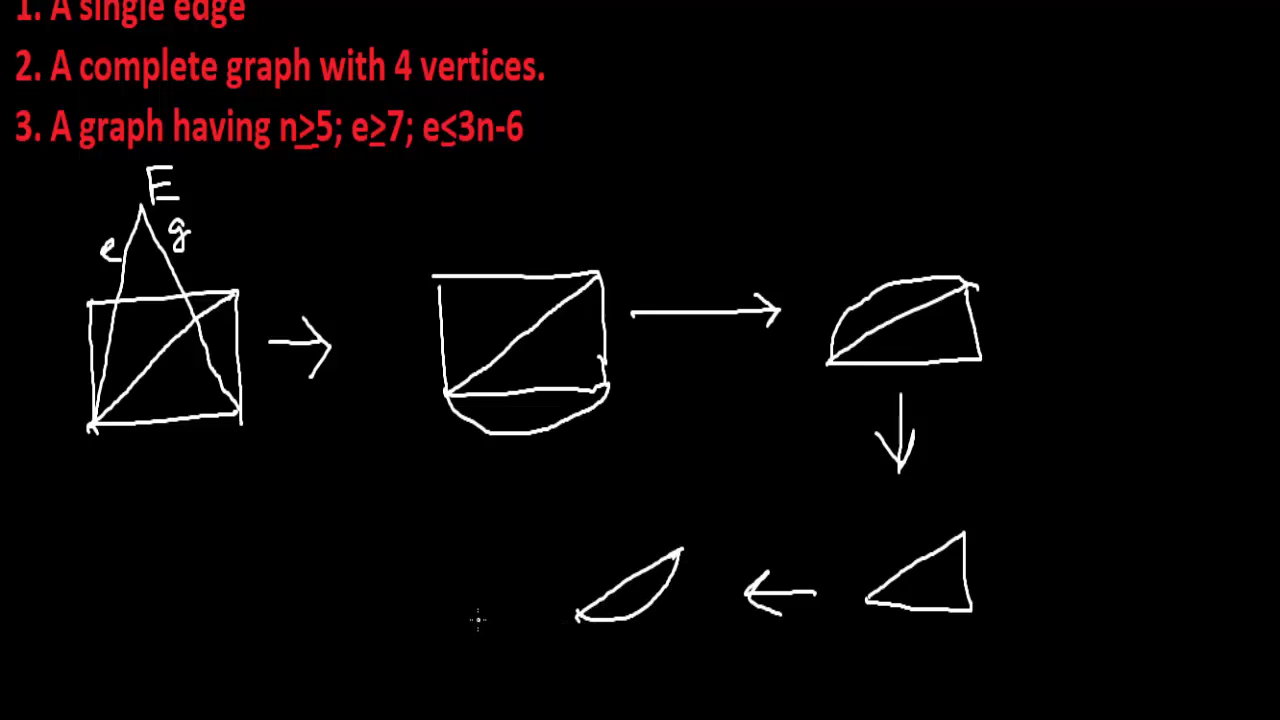 1. A single edge
2. A complete graph with 4 vertices.
3. A graph having n≥5; e≥7; e≤3n-6
E
e g